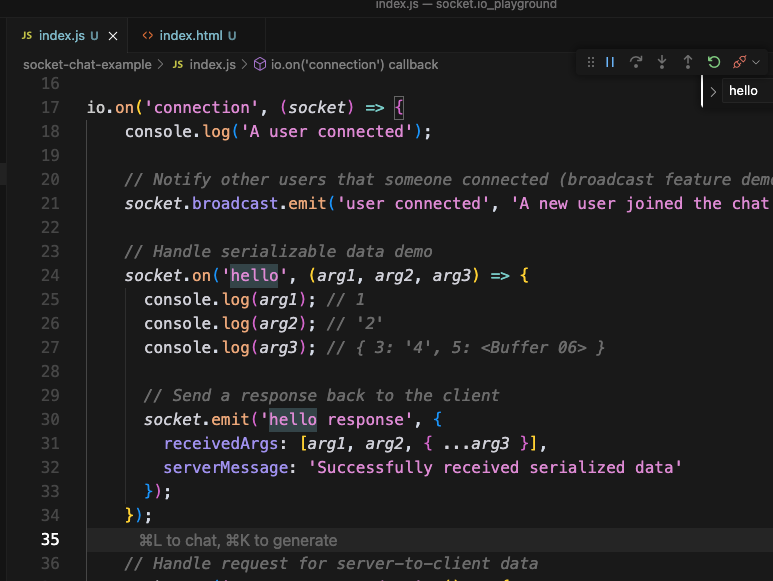 index.js — socket.io_playground
JS index.js U × <> index.html U
socket-chat-example > JS index.js > io.on('connection') callback
> hello
16
17 io.on('connection', (socket) => {
18 console.log('A user connected');
19
20 // Notify other users that someone connected (broadcast feature dem
21 socket.broadcast.emit('user connected', 'A new user joined the chat
22
23 // Handle serializable data demo
24 socket.on('hello', (arg1, arg2, arg3) => {
25 console.log(arg1); // 1
26 console.log(arg2); // '2'
27 console.log(arg3); // { 3: '4', 5: <Buffer 06> }
28
29 // Send a response back to the client
30 socket.emit('hello response', {
31 receivedArgs: [arg1, arg2, { ...arg3 }],
32 serverMessage: 'Successfully received serialized data'
33 });
34 });
35 ⌘L to chat, ⌘K to generate
36 // Handle request for server-to-client data